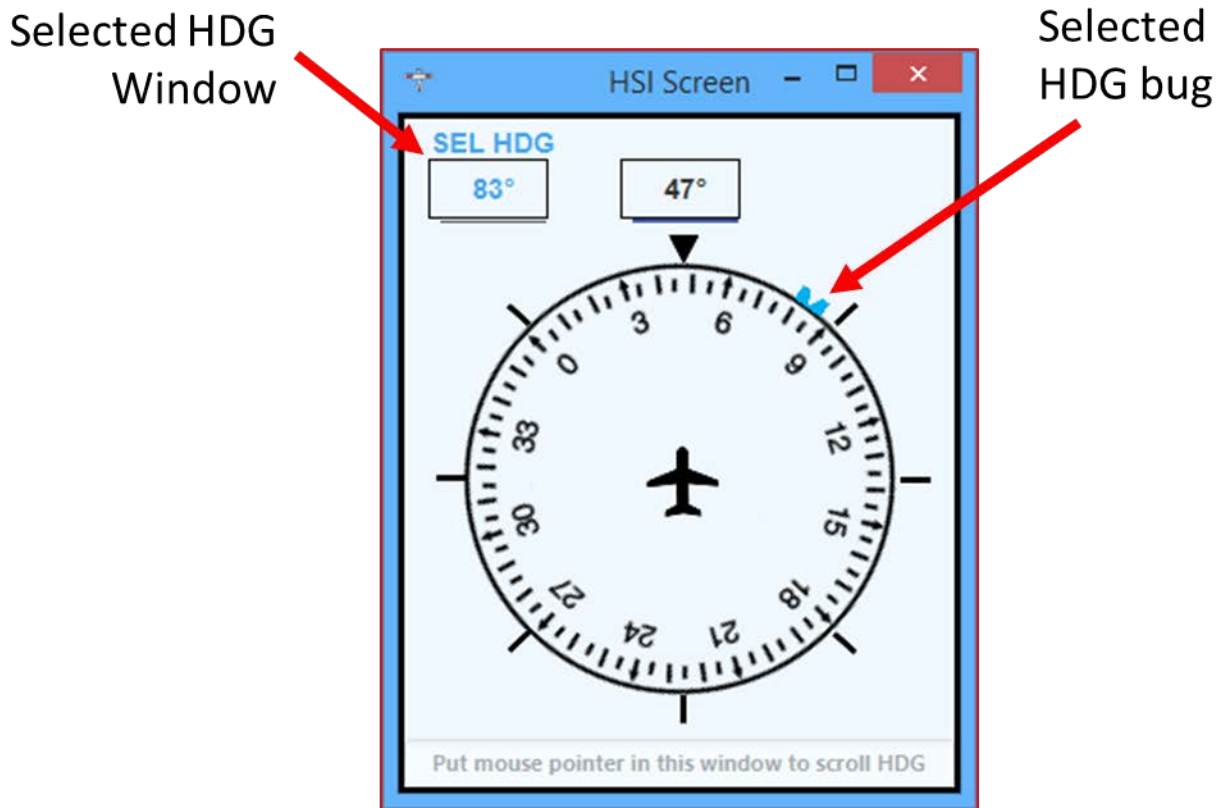 Selected HDG
Window
Selected
HDG bug
HSI Screen
SEL HDG
83°
47°
3
6
9
12
15
18
21
24
27
30
33
0
Put mouse pointer in this window to scroll HDG